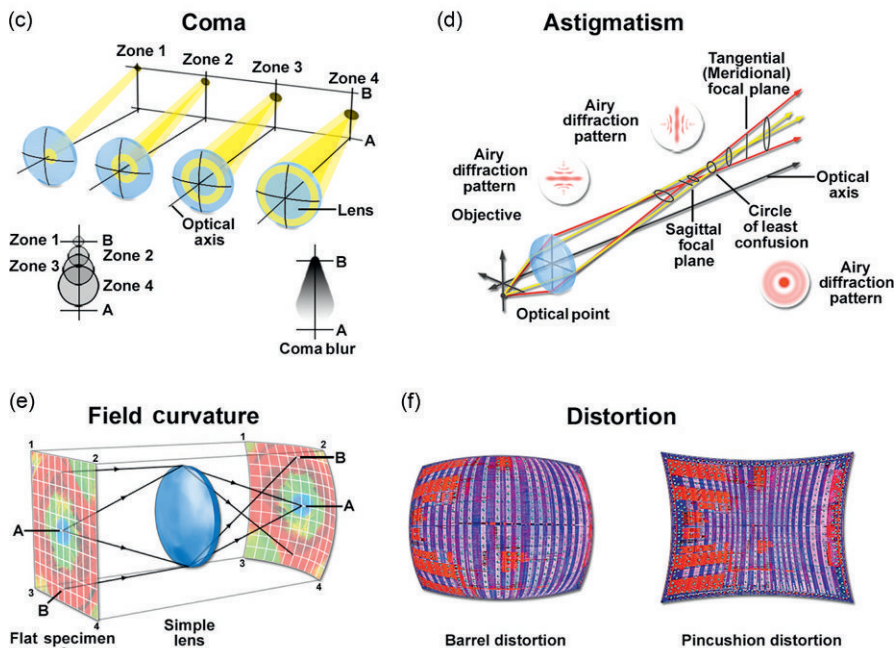 (c)
Coma
Zone 1
Zone 2
Zone 3
Zone 4
B
A
Lens
Optical
axis
Zone 1
B
Zone 2
Zone 3
Zone 4
A
B
A
Coma blur
(d)
Astigmatism
Tangential
(Meridional)
focal plane
Airy
diffraction
pattern
Airy
diffraction
pattern
Objective
Optical
axis
Sagittal
focal
plane
Circle
of least
confusion
Airy
diffraction
pattern
Optical point
(e)
Field curvature
1
2
A
3
B
4
Flat specimen
Simple
lens
1
2
B
A
3
4
(f)
Distortion
Barrel distortion
Pincushion distortion